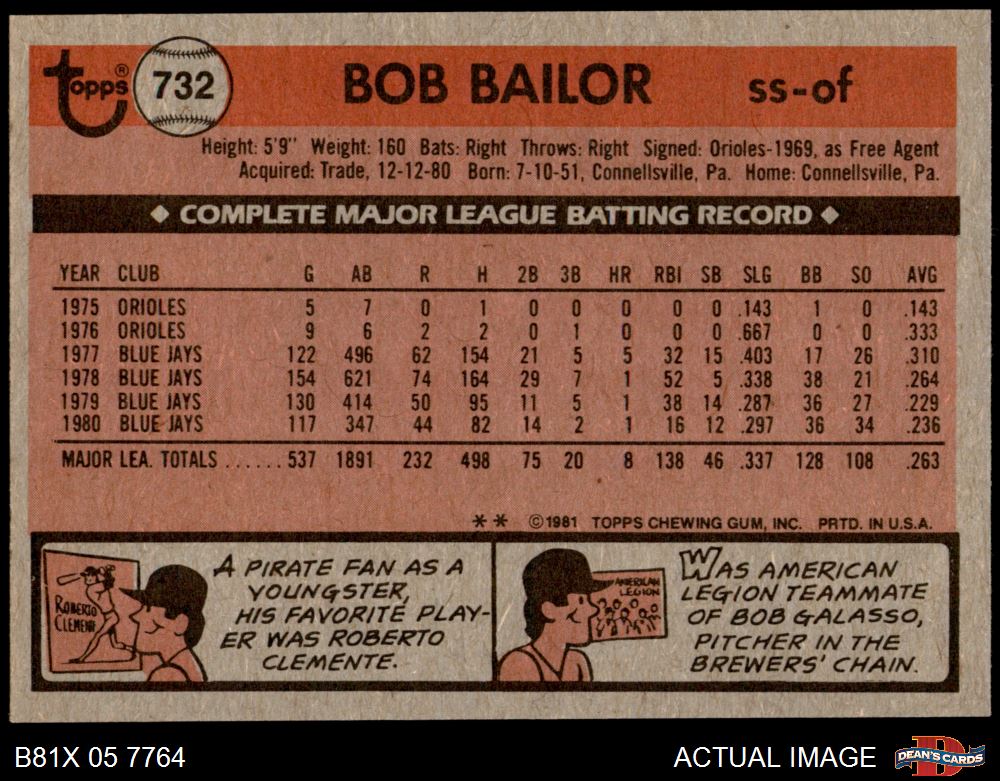 topps® 732 BOB BAILOR ss-of
Height: 5'9" Weight: 160 Bats: Right Throws: Right Signed: Orioles-1969, as Free Agent
Acquired: Trade, 12-12-80 Born: 7-10-51, Connellsville, Pa. Home: Connellsville, Pa.
◆ COMPLETE MAJOR LEAGUE BATTING RECORD ◆
YEAR CLUB G AB R H 2B 3B HR RBI SB SLG BB SO AVG
1975 ORIOLES 5 7 0 1 0 0 0 0 0 .143 1 0 .143
1976 ORIOLES 9 6 2 2 0 1 0 0 0 .667 0 0 .333
1977 BLUE JAYS 122 496 62 154 21 5 5 32 15 .403 17 26 .310
1978 BLUE JAYS 154 621 74 164 29 7 1 52 5 .338 38 21 .264
1979 BLUE JAYS 130 414 50 95 11 5 1 38 14 .287 36 27 .229
1980 BLUE JAYS 117 347 44 82 14 2 1 16 12 .297 36 34 .236
MAJOR LEA. TOTALS ...... 537 1891 232 498 75 20 8 138 46 .337 128 108 .263
** ©1981 TOPPS CHEWING GUM, INC. PRTD. IN U.S.A.
ROBERTO
CLEMENTE
A PIRATE FAN AS A
YOUNGSTER,
HIS FAVORITE PLAY-
ER WAS ROBERTO
CLEMENTE.
AMERICAN
LEGION
WAS AMERICAN
LEGION TEAMMATE
OF BOB GALASSO,
PITCHER IN THE
BREWERS' CHAIN.
B81X 05 7764 ACTUAL IMAGE DEAN'S CARDS